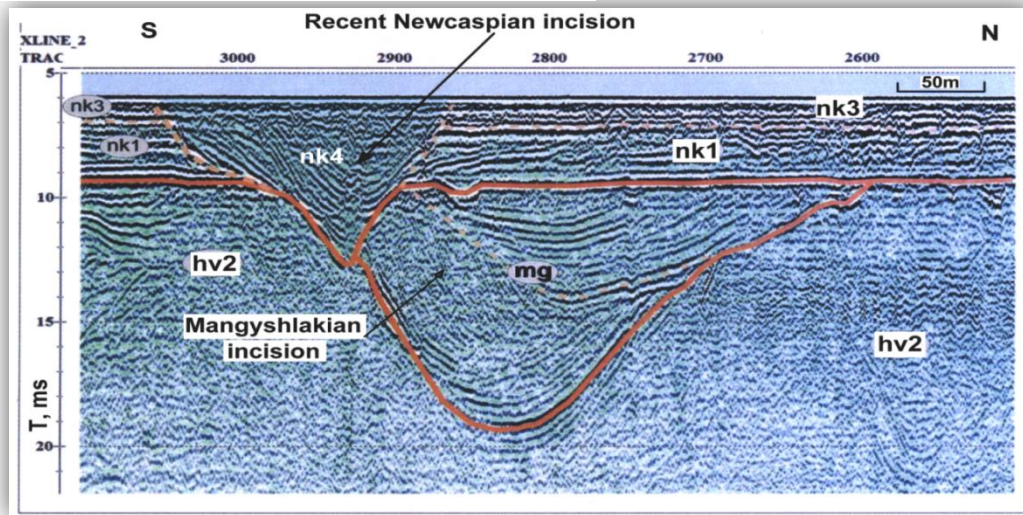 Recent Newcaspian incision
S
N
XLINE_2
TRAC 3000 2900 2800 2700 2600
5
50m
nk3
nk3
nk1
nk4
nk1
10
hv2
mg
Mangyshlakian
incision
15
hv2
T, ms
20